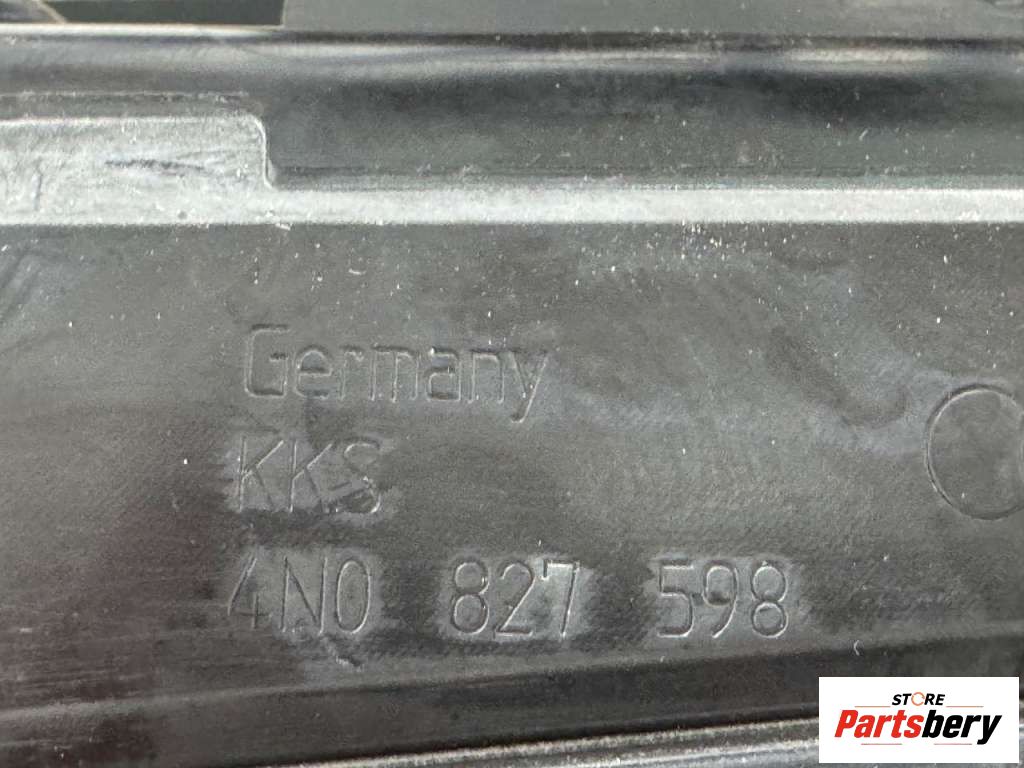 Germany
KKS
4N0 827 598
STORE
Partsbery